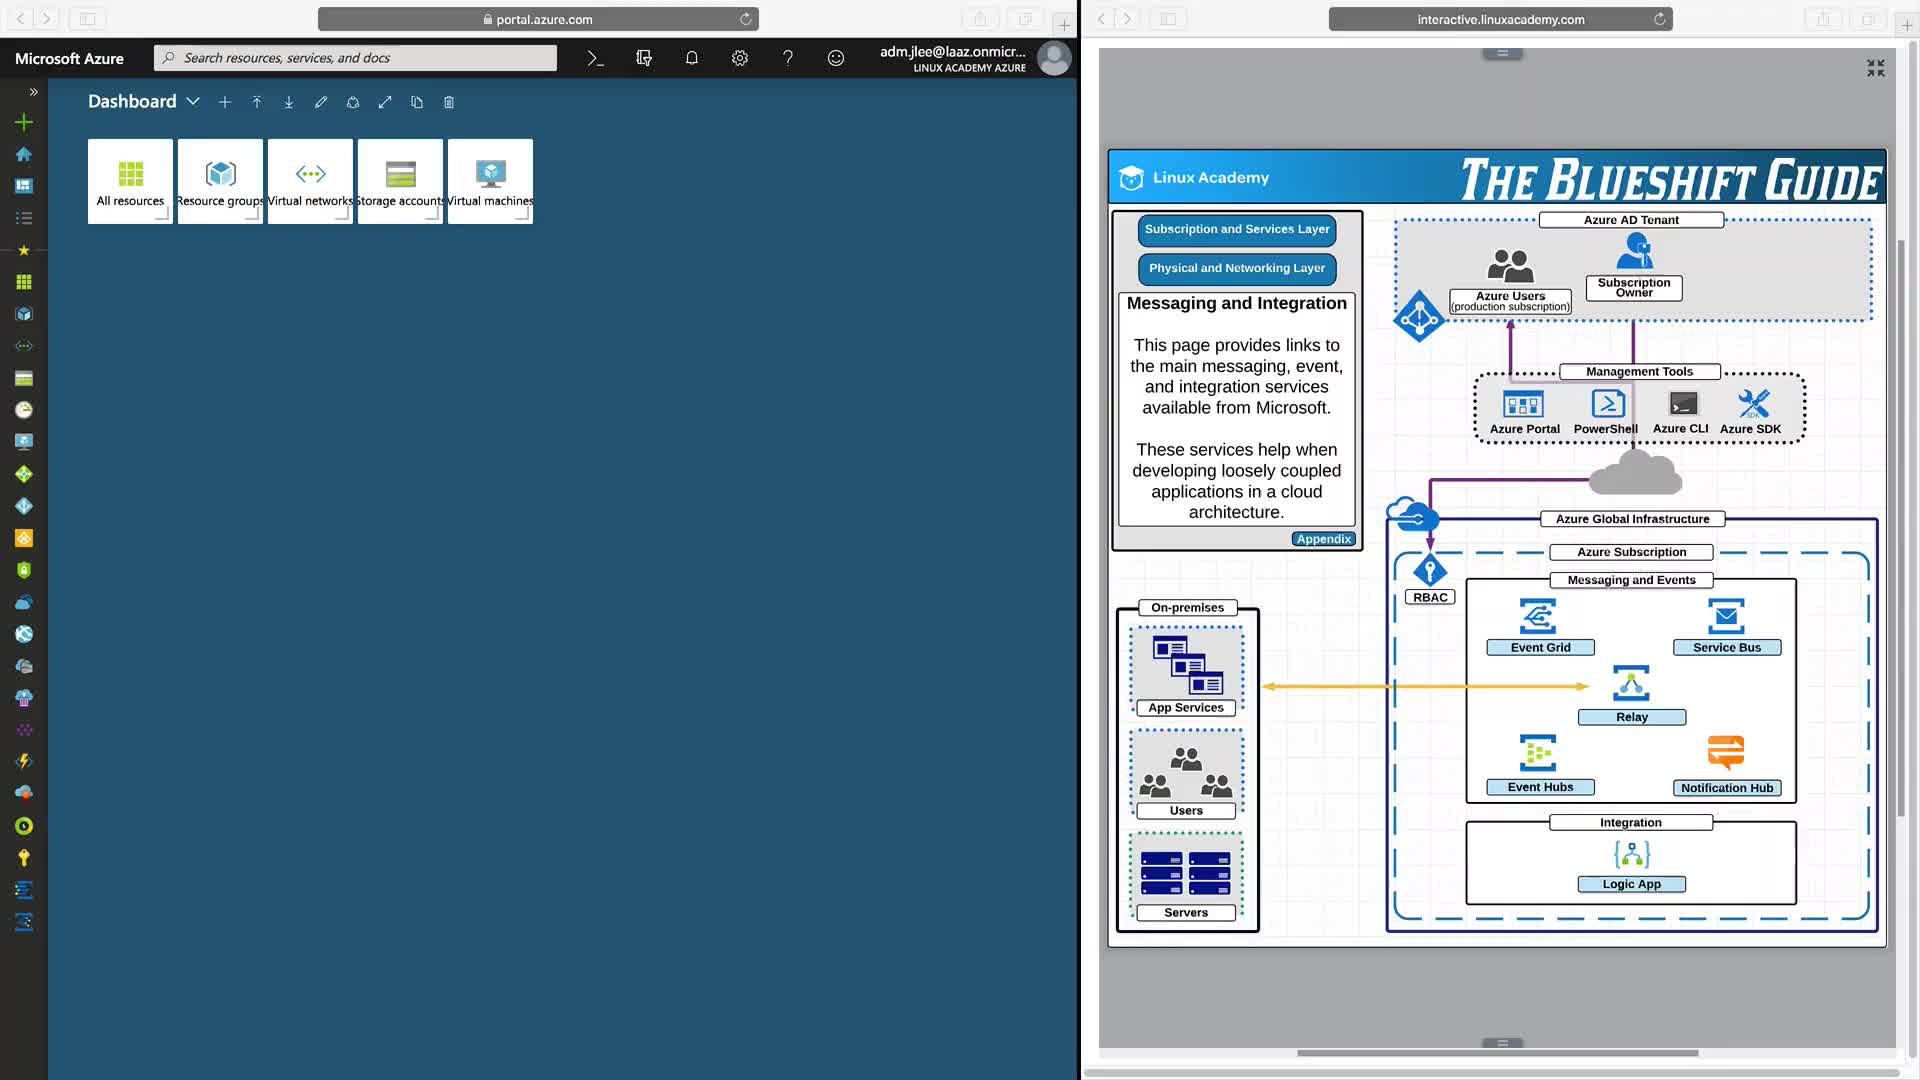 portal.azure.com
Microsoft Azure
Search resources, services, and docs
adm.jlee@laaz.onmicr...
LINUX ACADEMY AZURE
Dashboard
All resources
Resource groups
Virtual networks
Storage accounts
Virtual machines
interactive.linuxacademy.com
Linux Academy
THE BLUESHIFT GUIDE
Subscription and Services Layer
Physical and Networking Layer
Messaging and Integration
This page provides links to
the main messaging, event,
and integration services
available from Microsoft.
These services help when
developing loosely coupled
applications in a cloud
architecture.
Appendix
Azure AD Tenant
Azure Users
(production subscription)
Subscription
Owner
Management Tools
Azure Portal
PowerShell
Azure CLI
SDK
Azure SDK
Azure Global Infrastructure
Azure Subscription
RBAC
Messaging and Events
Event Grid
Service Bus
Relay
Event Hubs
Notification Hub
Integration
Logic App
On-premises
App Services
Users
Servers